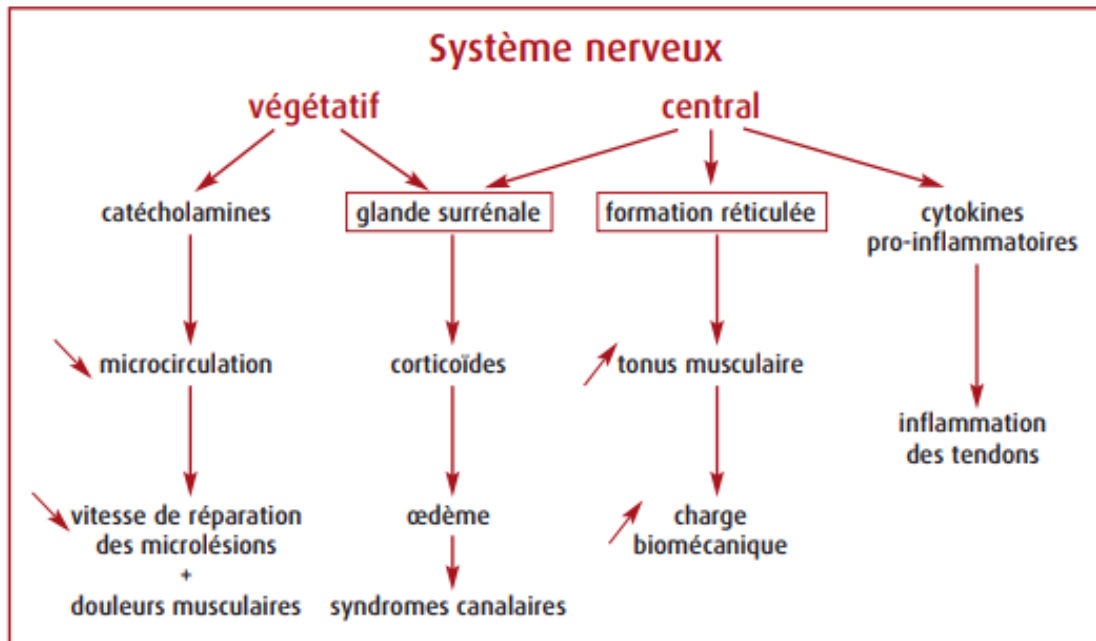 Système nerveux
végétatif
central
catécholamines
glande surrénale
formation réticulée
cytokines
pro-inflammatoires
microcirculation
corticoïdes
tonus musculaire
inflammation
des tendons
vitesse de réparation
des microlésions
+
douleurs musculaires
œdème
charge
biomécanique
syndromes canalaires